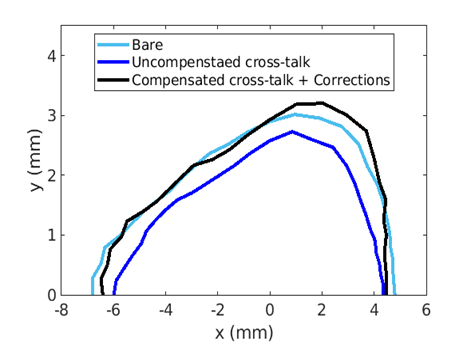 Bare
Uncompenstaed cross-talk
Compensated cross-talk + Corrections
4
3
2
1
0
y (mm)
-8 -6 -4 -2 0 2 4 6
x (mm)